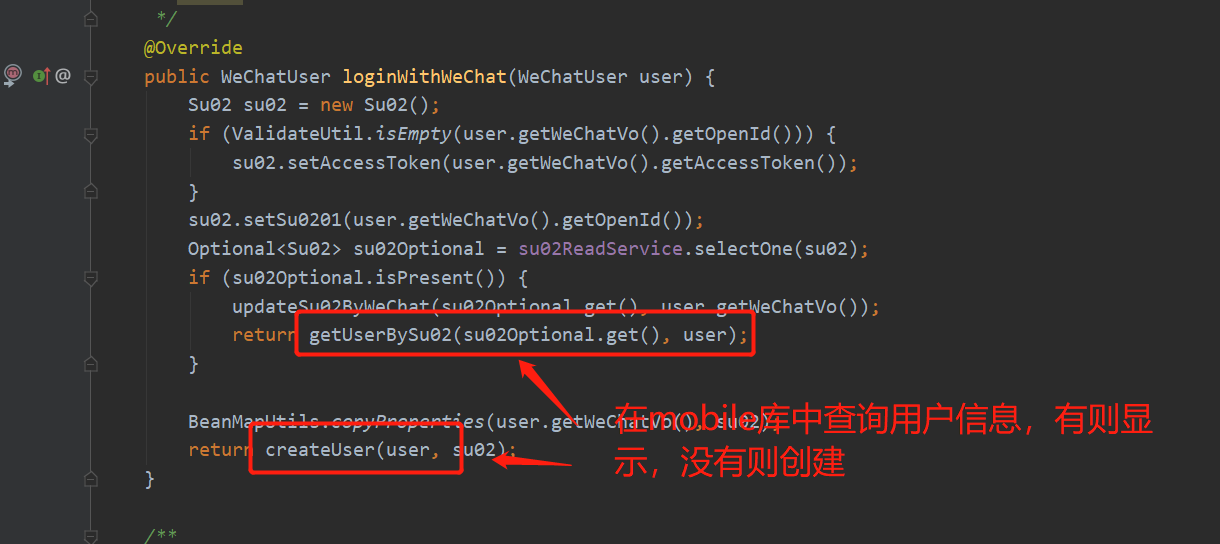 */
@Override
public WeChatUser loginWithWeChat(WeChatUser user) {
Su02 su02 = new Su02();
if (ValidateUtil.isEmpty(user.getWeChatVo().getOpenId())) {
su02.setAccessToken(user.getWeChatVo().getAccessToken());
}
su02.setSu0201(user.getWeChatVo().getOpenId());
Optional<Su02> su02Optional = su02ReadService.selectOne(su02);
if (su02Optional.isPresent()) {
updateSu02ByWeChat(su02Optional.get(), user.getWeChatVo());
return getUserBySu02(su02Optional.get(), user);
}
BeanMapUtils.copyProperties(user.getWeChatVo(), su02);
在mobile库中查询用户信息，有则显
return createUser(user, su02);
示，没有则创建
}
/**